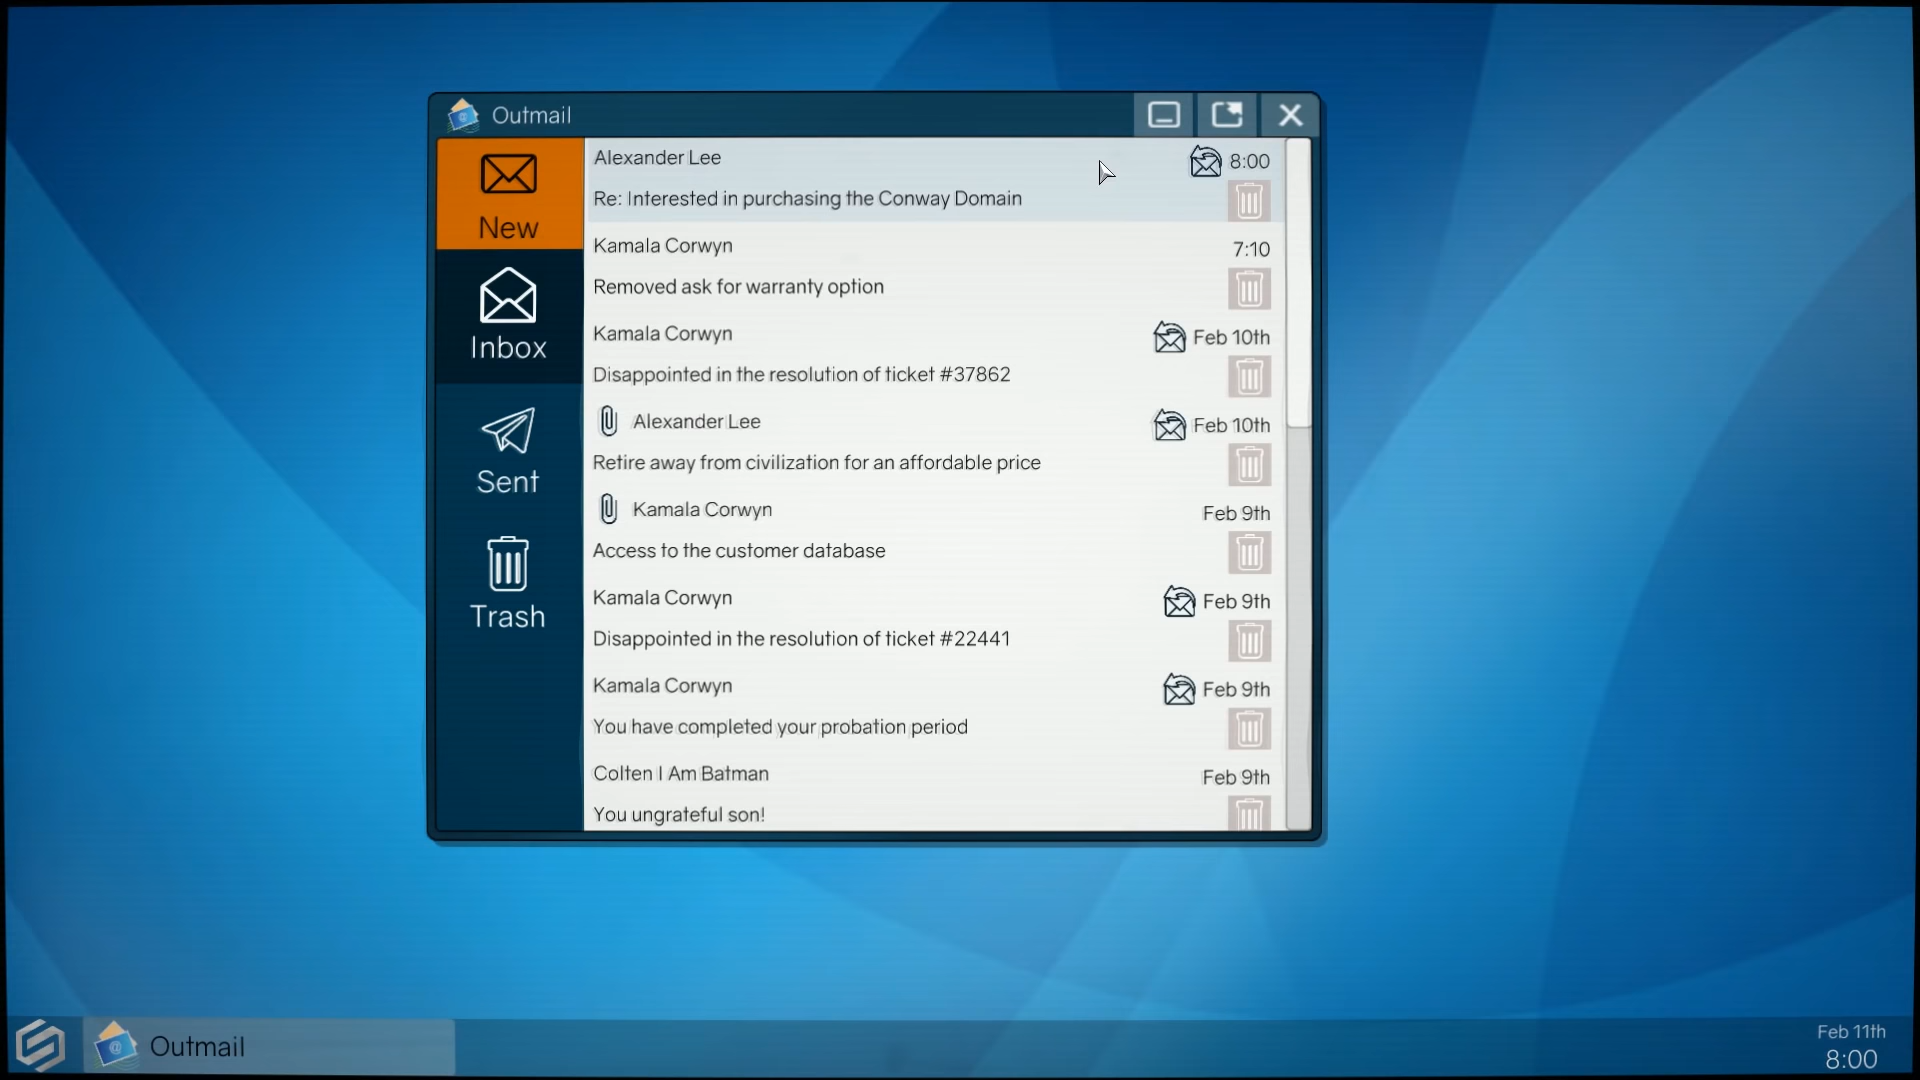 Outmail
New
Inbox
Sent
Trash
Alexander Lee
8:00
Re: Interested in purchasing the Conway Domain
Kamala Corwyn
7:10
Removed ask for warranty option
Kamala Corwyn
Feb 10th
Disappointed in the resolution of ticket #37862
Alexander Lee
Feb 10th
Retire away from civilization for an affordable price
Kamala Corwyn
Feb 9th
Access to the customer database
Kamala Corwyn
Feb 9th
Disappointed in the resolution of ticket #22441
Kamala Corwyn
Feb 9th
You have completed your probation period
Colten I Am Batman
Feb 9th
You ungrateful son!
Outmail
Feb 11th
8:00